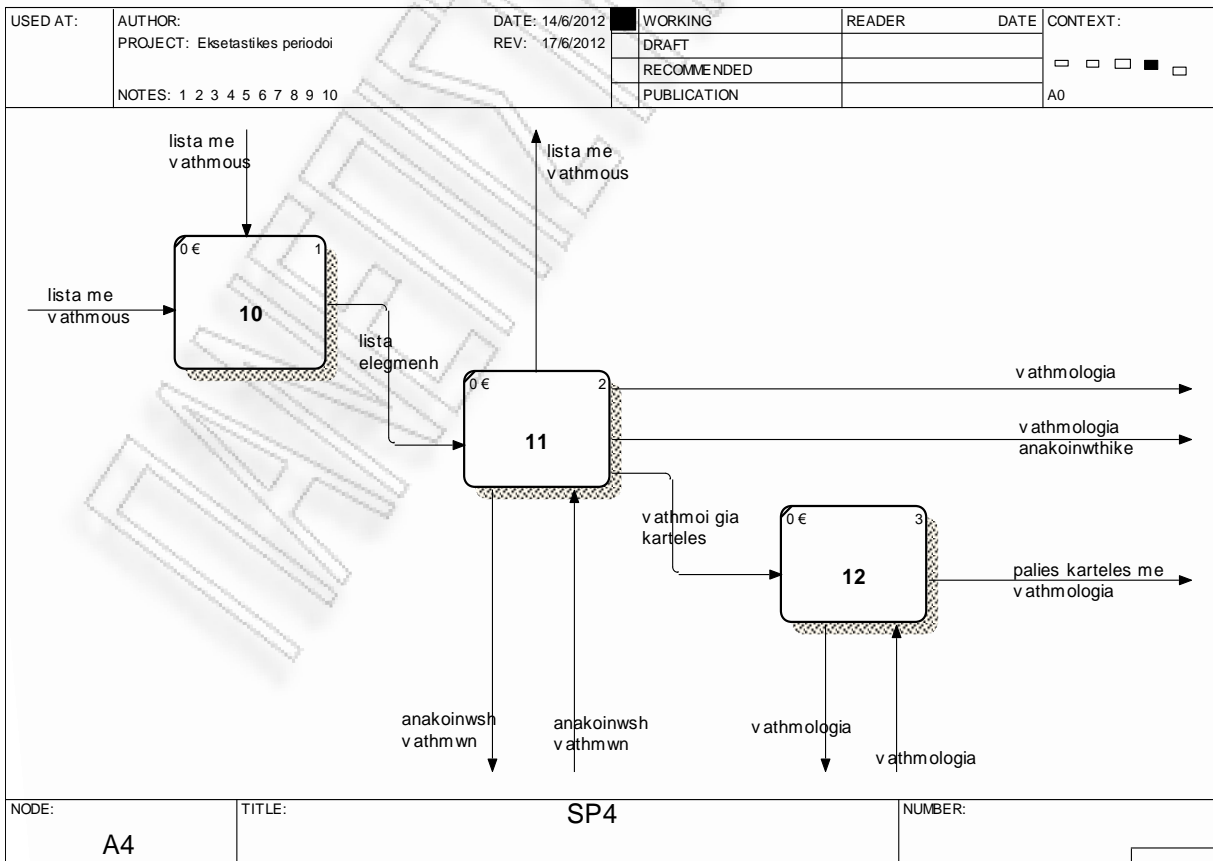 USED AT:
AUTHOR:
DATE: 14/6/2012
WORKING
READER
DATE
CONTEXT:
PROJECT: Eksetastikes periodoi
REV: 17/6/2012
DRAFT
RECOMMENDED
NOTES: 1 2 3 4 5 6 7 8 9 10
PUBLICATION
A0
lista me
vathmous
lista me
vathmous
0 €
1
10
lista me
vathmous
lista
elegmenh
0 €
2
11
vathmologia
vathmologia
anakoinwthike
vathmoi gia
karteles
0 €
3
12
palies karteles me
vathmologia
anakoinwsh
vathmwn
anakoinwsh
vathmwn
vathmologia
vathmologia
NODE:
A4
TITLE:
SP4
NUMBER: